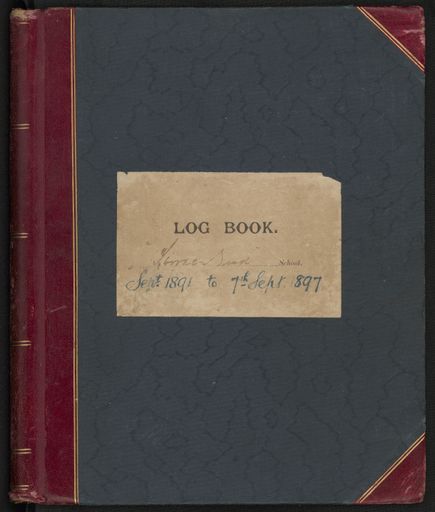 LOG BOOK.
School.
Sept 1891 to 7th Sept 1897